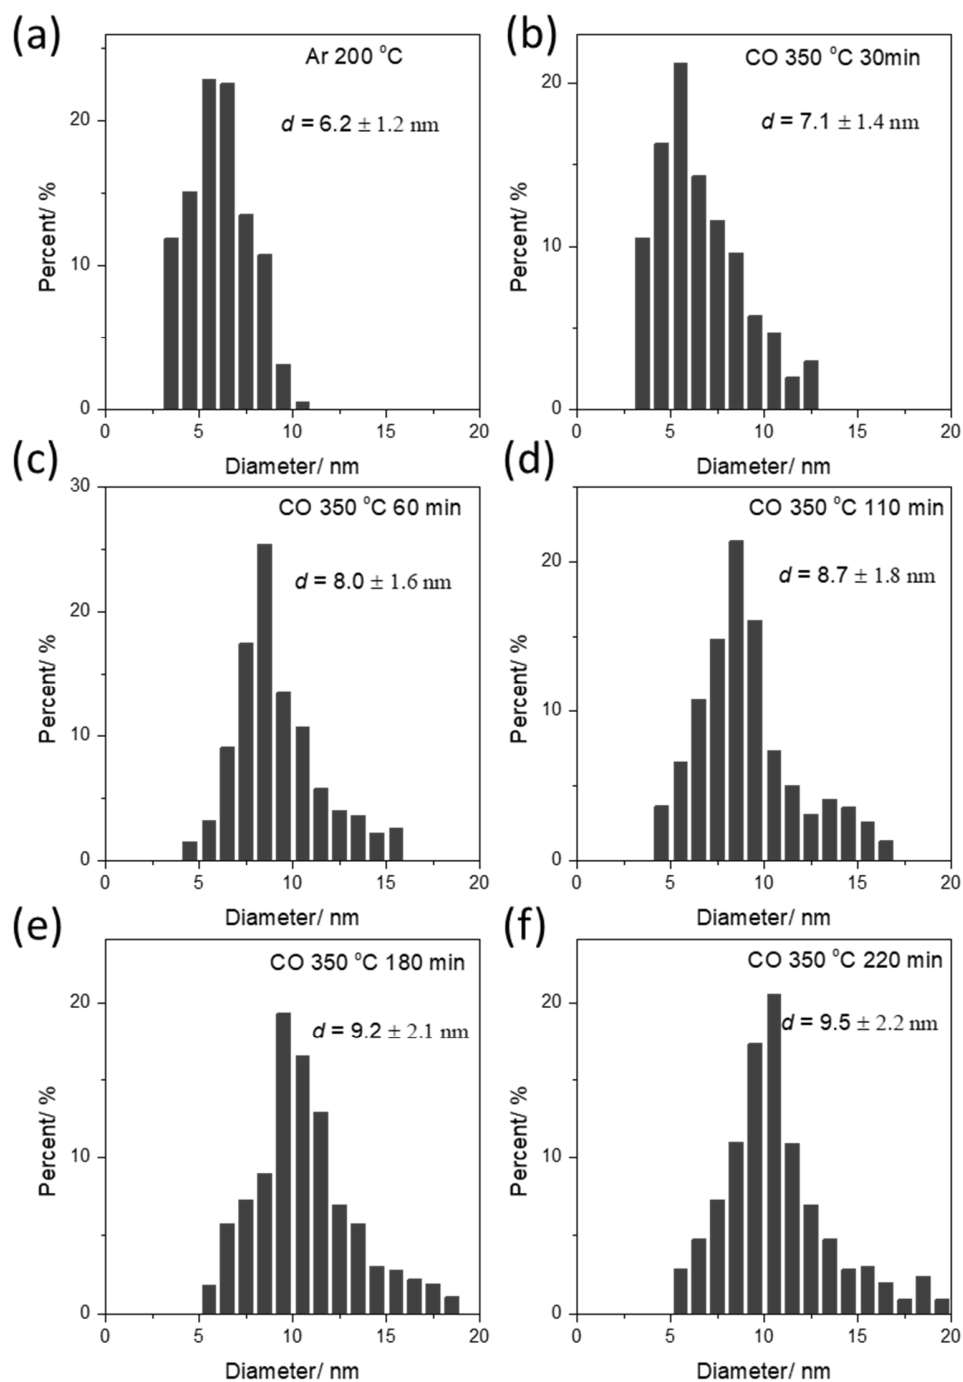 (a)
Ar 200 °C
d = 6.2 ± 1.2 nm
Percent/ %
20
10
0
0 5 10 15 20
Diameter/ nm
(b)
CO 350 °C 30min
d = 7.1 ± 1.4 nm
Percent/ %
20
10
0
0 5 10 15 20
Diameter/ nm
(c)
CO 350 °C 60 min
d = 8.0 ± 1.6 nm
Percent/ %
30
20
10
0
0 5 10 15 20
Diameter/ nm
(d)
CO 350 °C 110 min
d = 8.7 ± 1.8 nm
Percent/ %
20
10
0
0 5 10 15 20
Diameter/ nm
(e)
CO 350 °C 180 min
d = 9.2 ± 2.1 nm
Percent/ %
20
10
0
0 5 10 15 20
Diameter/ nm
(f)
CO 350 °C 220 min
d = 9.5 ± 2.2 nm
Percent/ %
20
10
0
0 5 10 15 20
Diameter/ nm